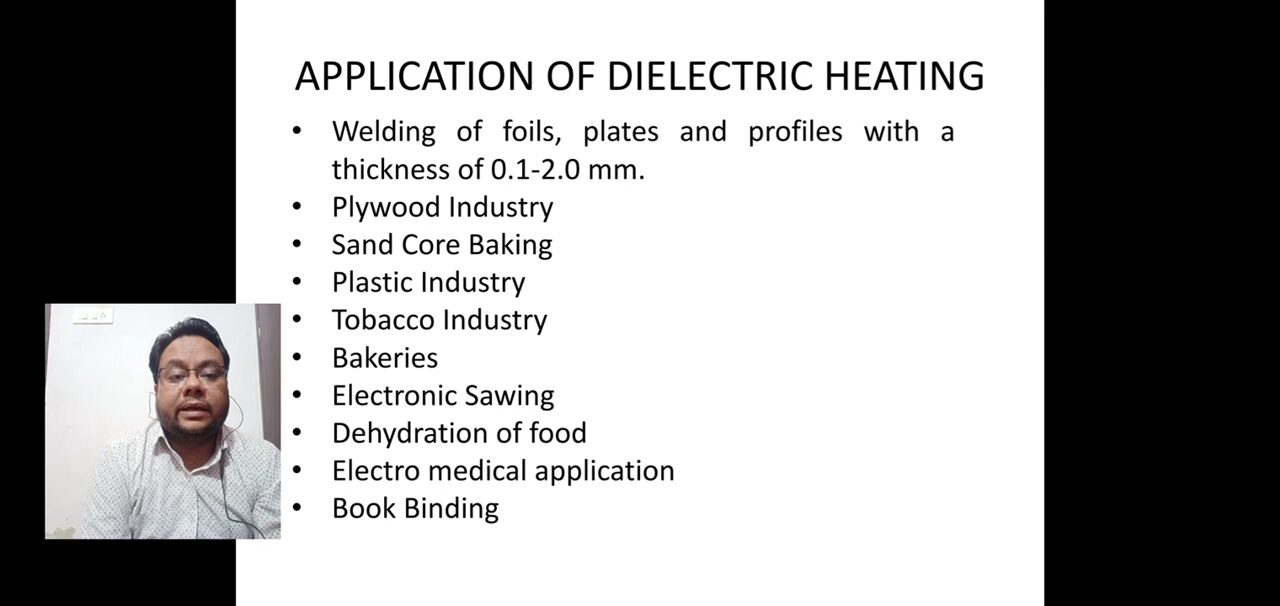 APPLICATION OF DIELECTRIC HEATING
• Welding of foils, plates and profiles with a
thickness of 0.1-2.0 mm.
• Plywood Industry
• Sand Core Baking
• Plastic Industry
• Tobacco Industry
• Bakeries
• Electronic Sawing
• Dehydration of food
• Electro medical application
• Book Binding